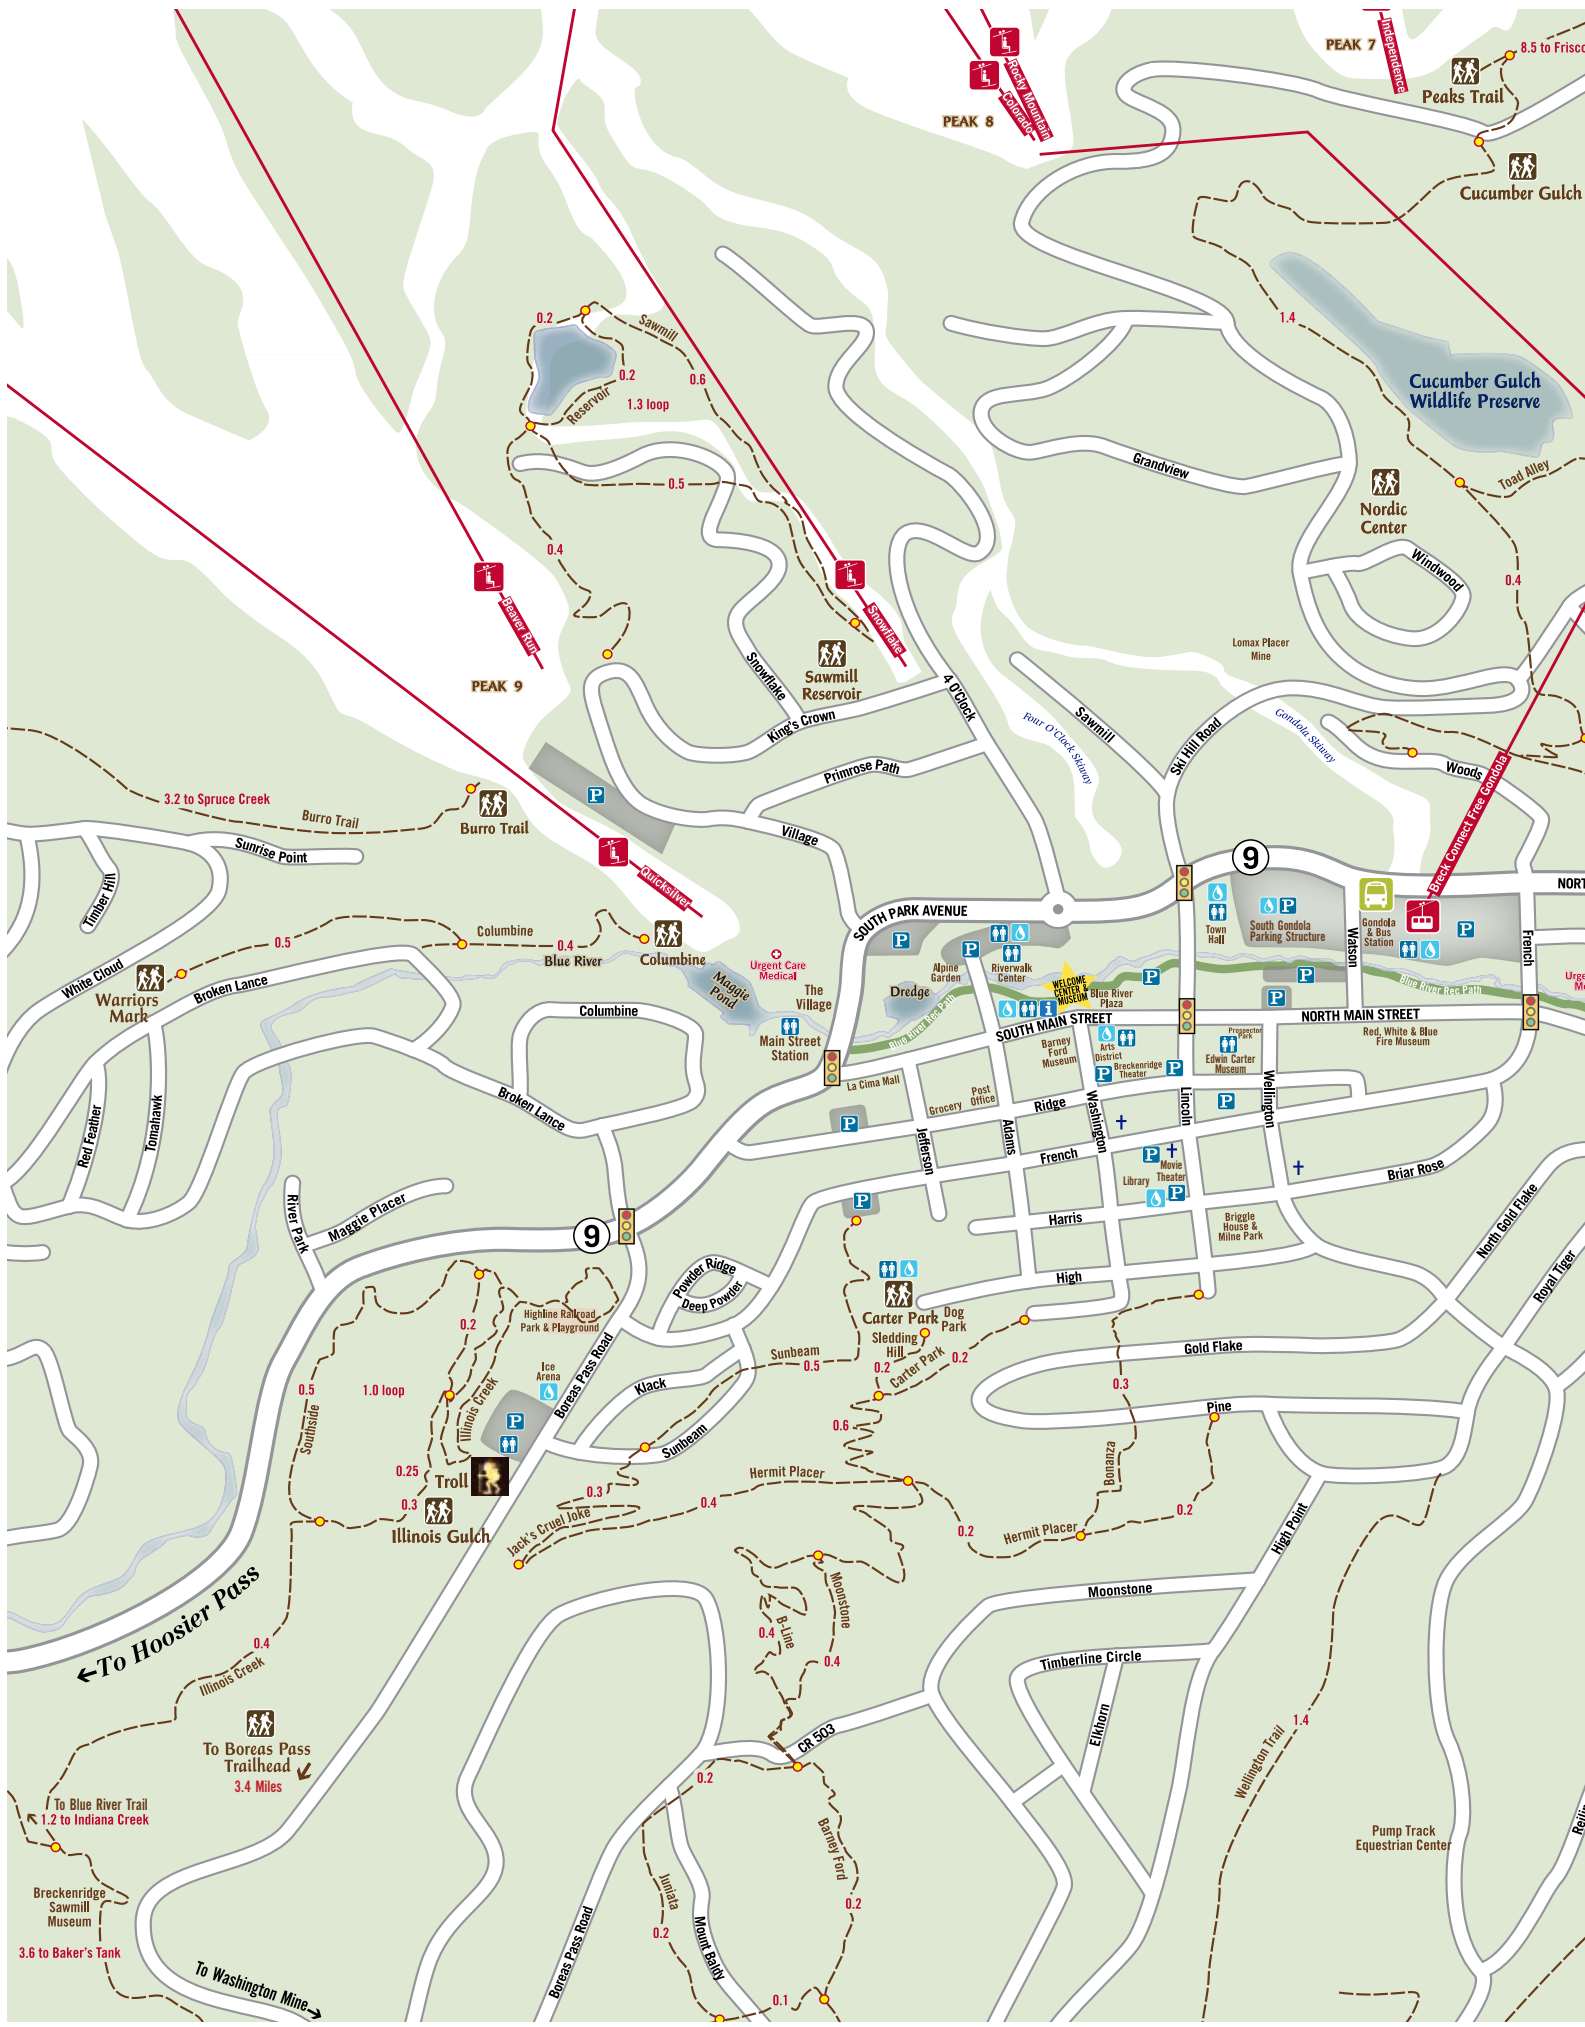 PEAK 7
Independence
8.5 to Frisco
Peaks Trail
Rocky Mountain
Colorado
PEAK 8
Cucumber Gulch
1.4
0.2
Sawmill
0.2
0.6
Reservoir
1.3 loop
Cucumber Gulch
Wildlife Preserve
Grandview
Toad Alley
0.5
Nordic
Center
0.4
Windwood
0.4
Beaver Run
Snowflake
Lomax Placer
Mine
PEAK 9
Sawmill
Reservoir
Snowflake
4 O'Clock
King's Crown
Four O'Clock Skiway
Sawmill
Ski Hill Road
Gondola Skiway
Woods
Primrose Path
3.2 to Spruce Creek
Burro Trail
Burro Trail
P
Village
Breck Connect Free Gondola
Sunrise Point
Timber Hill
Quicksilver
9
NORT
SOUTH PARK AVENUE
Columbine
0.5
0.4
Blue River
Columbine
Urgent Care
Medical
P
P
Town
Hall
P
South Gondola
Parking Structure
Gondola
& Bus
Station
P
Watson
French
White Cloud
Warriors
Mark
Broken Lance
Maggie
Pond
The
Village
Alpine
Garden
Riverwalk
Center
Dredge
WELCOME
CENTER &
MUSEUM
Blue River
Plaza
P
P
P
Blue River Rec Path
Urge
Me
Columbine
Main Street
Station
Blue River Rec Path
i
SOUTH MAIN STREET
NORTH MAIN STREET
Barney
Ford
Museum
Arts
District
Breckenridge
Theater
P
P
Prospector
Park
Edwin Carter
Museum
Red, White & Blue
Fire Museum
La Cima Mall
Broken Lance
Red Feather
Tomahawk
P
Grocery
Post
Office
Ridge
Washington
Lincoln
P
Wellington
Jefferson
Adams
French
P
Movie
Theater
Library
P
Briar Rose
River Park
Maggie Placer
9
P
Harris
Briggle
House &
Milne Park
North Gold Flake
Royal Tiger
Powder Ridge
Deep Powder
High
Carter Park
Dog
Park
Sledding
Hill
Highline Railroad
Park & Playground
0.2
Sunbeam
0.5
0.2
Carter Park
0.2
Gold Flake
Ice
Arena
0.5
1.0 loop
Southside
Illinois Creek
Boreas Pass Road
Klack
0.3
Pine
P
Sunbeam
0.6
Bonanza
0.25
Troll
0.3
Illinois Gulch
0.3
Jack's Cruel Joke
Hermit Placer
0.4
0.2
Hermit Placer
0.2
High Point
To Hoosier Pass
Moonstone
Moonstone
B-Line
0.4
0.4
0.4
Illinois Creek
Timberline Circle
Elkhorn
1.4
Wellington Trail
To Boreas Pass
Trailhead
3.4 Miles
CR 503
0.2
To Blue River Trail
1.2 to Indiana Creek
Barney Ford
Pump Track
Equestrian Center
Reilin
Breckenridge
Sawmill
Museum
Juniata
0.2
0.2
3.6 to Baker's Tank
Boreas Pass Road
Mount Baldy
To Washington Mine
0.1